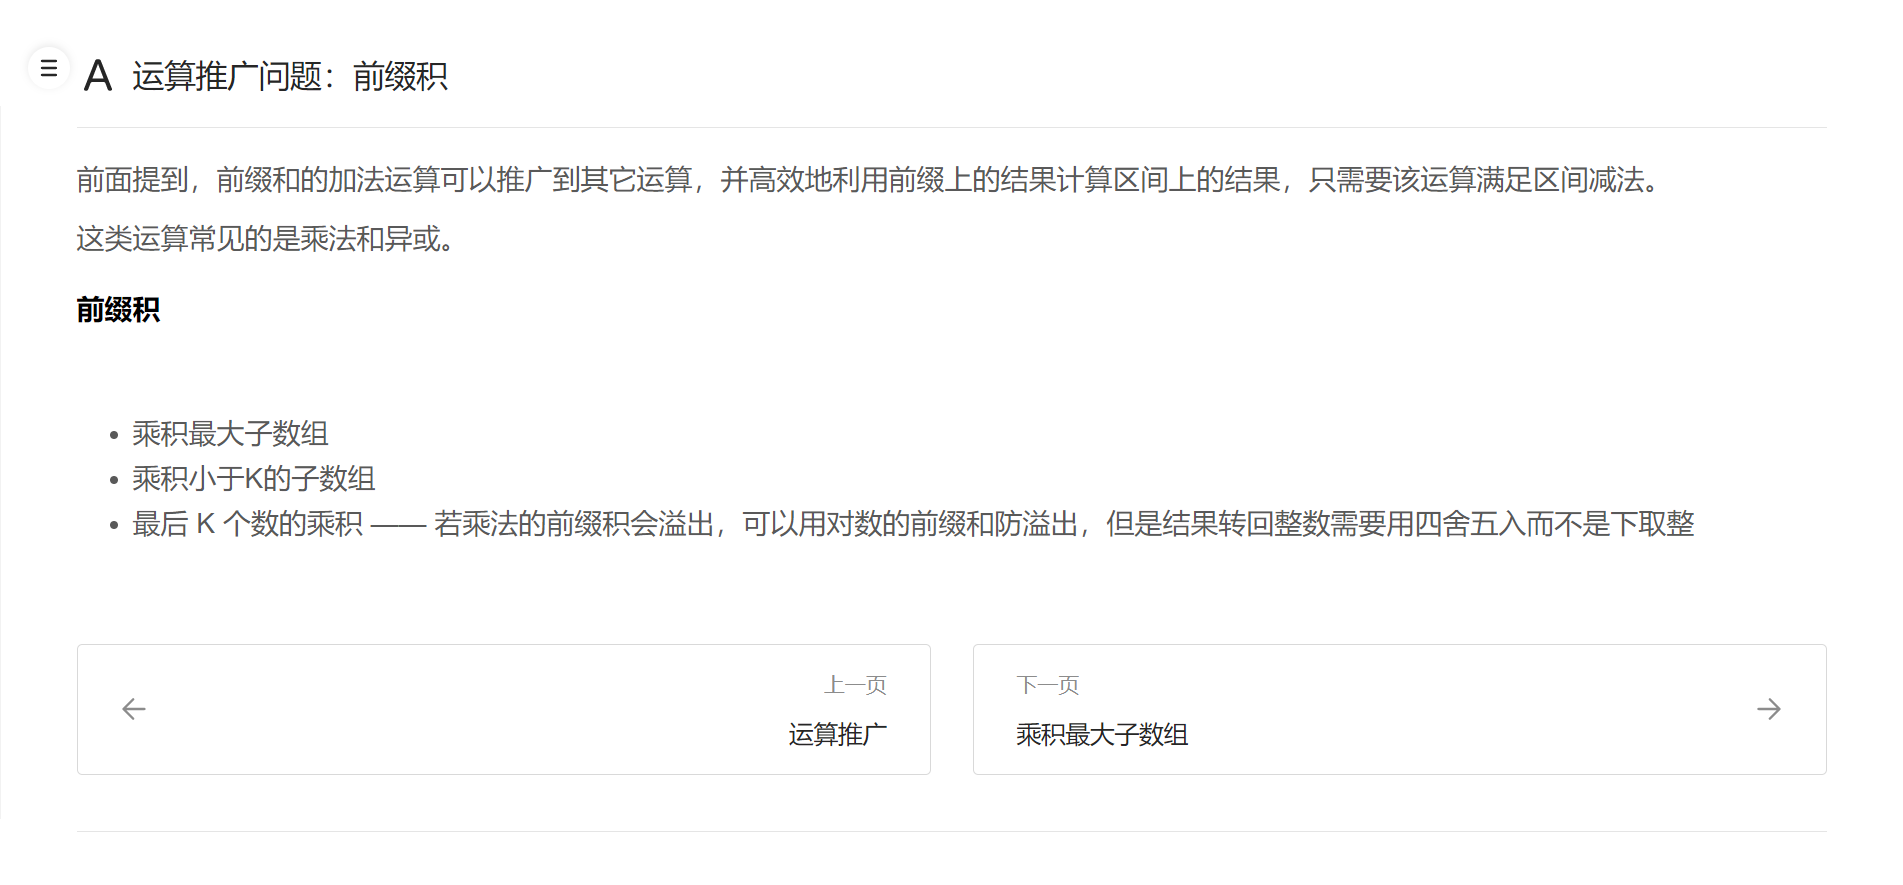 运算推广问题：前缀积
前面提到，前缀和的加法运算可以推广到其它运算，并高效地利用前缀上的结果计算区间上的结果，只需要该运算满足区间减法。
这类运算常见的是乘法和异或。
前缀积
乘积最大子数组
乘积小于K的子数组
最后 K 个数的乘积 —— 若乘法的前缀积会溢出，可以用对数的前缀和防溢出，但是结果转回整数需要用四舍五入而不是下取整
上一页
运算推广
下一页
乘积最大子数组